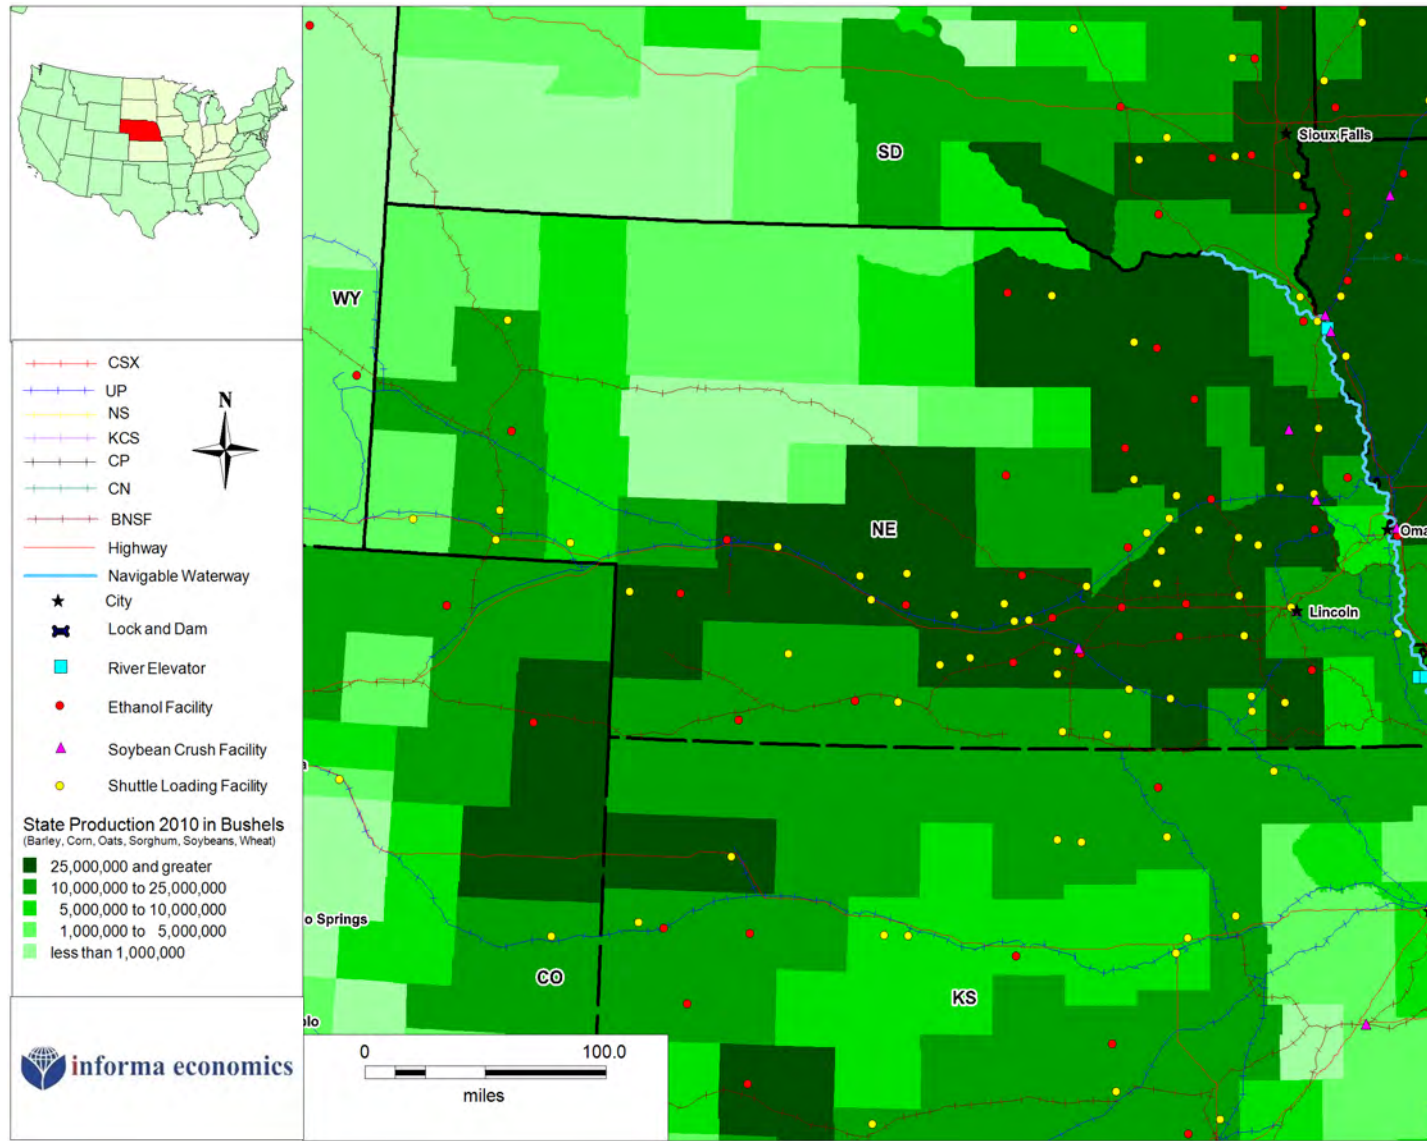 CSX
UP
NS
KCS
CP
CN
BNSF
Highway
Navigable Waterway
City
Lock and Dam
River Elevator
Ethanol Facility
Soybean Crush Facility
Shuttle Loading Facility
N
State Production 2010 in Bushels
(Barley, Corn, Oats, Sorghum, Soybeans, Wheat)
25,000,000 and greater
10,000,000 to 25,000,000
5,000,000 to 10,000,000
1,000,000 to 5,000,000
less than 1,000,000
informa economics
Sioux Falls
SD
WY
NE
Oma
Lincoln
a
o Springs
CO
KS
blo
0 100.0
miles